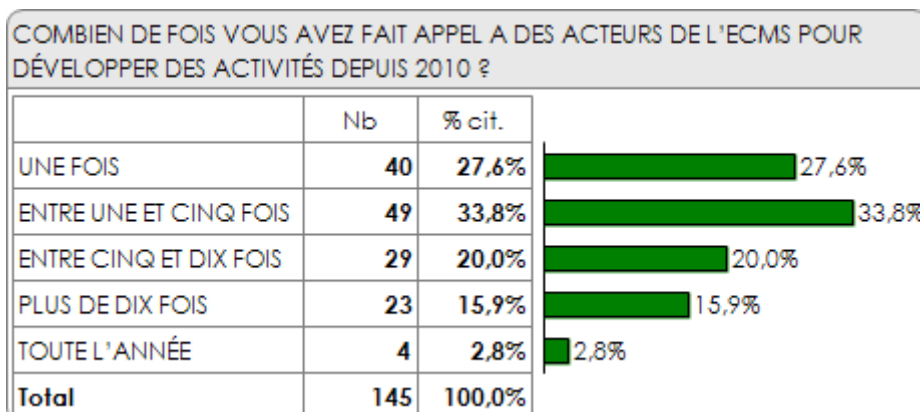 COMBIEN DE FOIS VOUS AVEZ FAIT APPEL A DES ACTEURS DE L'ECMS POUR
DÉVELOPPER DES ACTIVITÉS DEPUIS 2010 ?
Nb % cit.
UNE FOIS 40 27,6% 27,6%
ENTRE UNE ET CINQ FOIS 49 33,8% 33,8%
ENTRE CINQ ET DIX FOIS 29 20,0% 20,0%
PLUS DE DIX FOIS 23 15,9% 15,9%
TOUTE L'ANNÉE 4 2,8% 2,8%
Total 145 100,0%